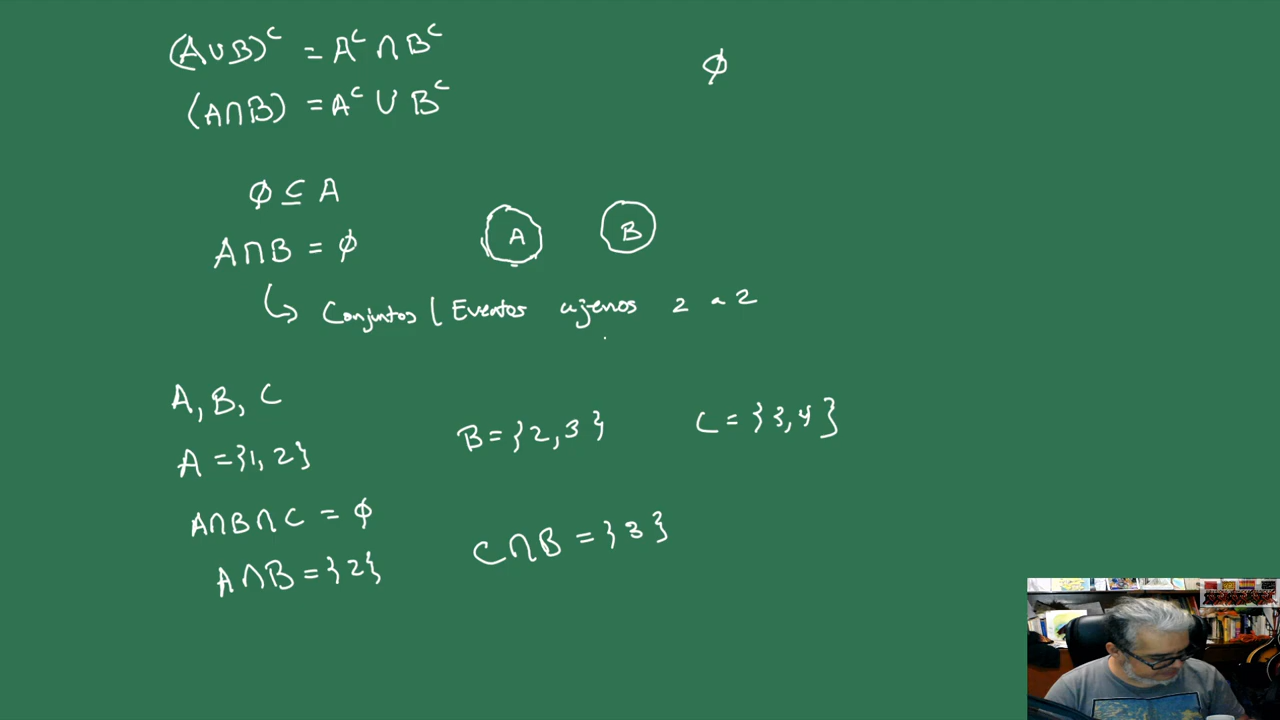 (A∪B)ᶜ = Aᶜ ∩ Bᶜ
∅
(A∩B) = Aᶜ ∪ Bᶜ
∅ ⊆ A
A∩B = ∅
A
B
↳ Conjuntos / Eventos ajenos 2 a 2
A, B, C
A = {1, 2}
B = {2, 3}
C = {3, 4}
A∩B∩C = ∅
A∩B = {2}
C∩B = {3}